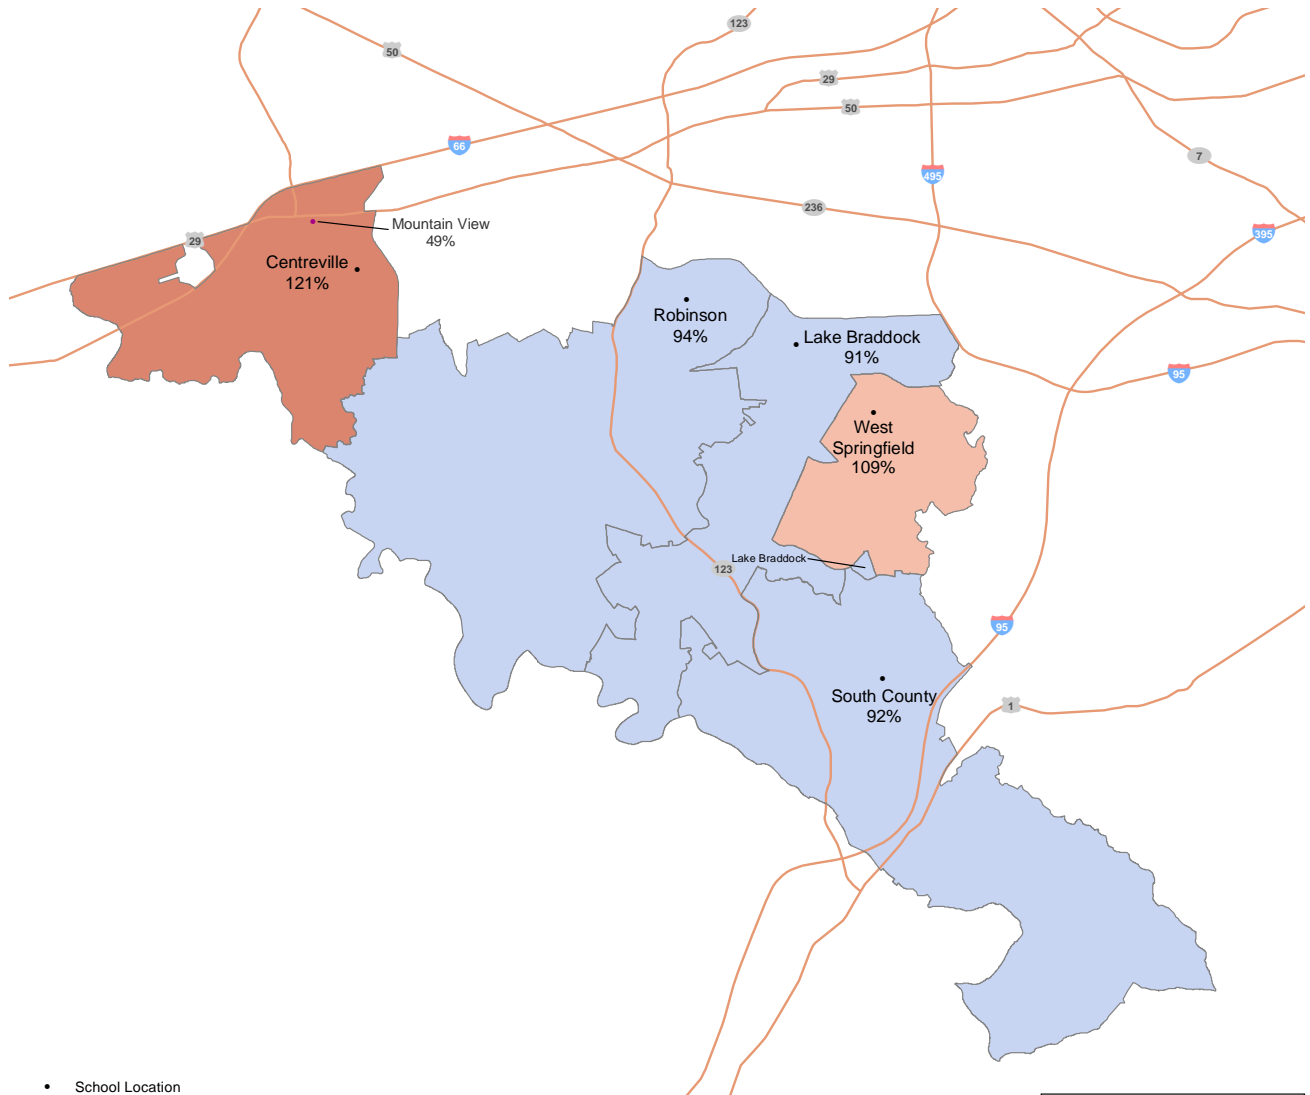 123
50
29
50
66
7
495
236
395
Mountain View
49%
29
Centreville
121%
Robinson
94%
Lake Braddock
91%
95
West
Springfield
109%
Lake Braddock
123
95
South County
92%
1
School Location